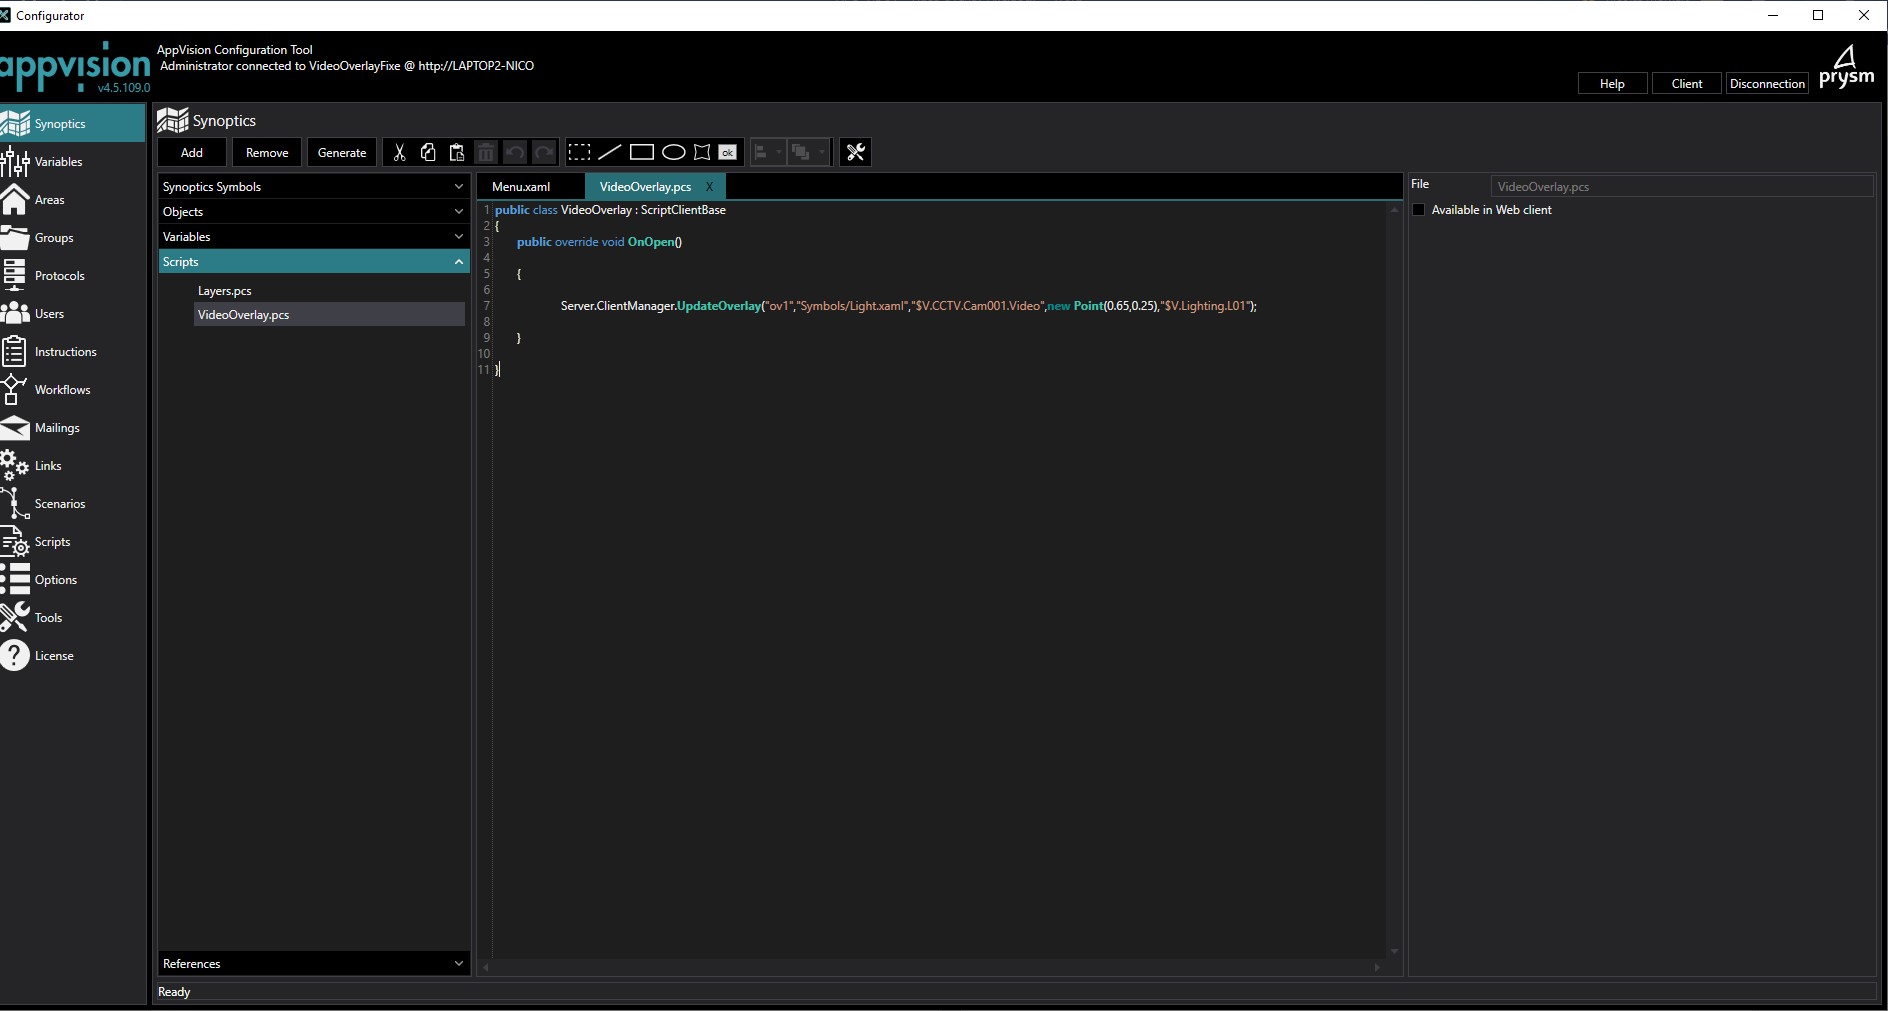 Configurator
appvision
v4.5.109.0
AppVision Configuration Tool
Administrator connected to VideoOverlayFixe @ http://LAPTOP2-NICO
Help
Client
Disconnection
prysm
Synoptics
Variables
Areas
Groups
Protocols
Users
Instructions
Workflows
Mailings
Links
Scenarios
Scripts
Options
Tools
License
Synoptics
Add
Remove
Generate
ok
Synoptics Symbols
Objects
Variables
Scripts
Layers.pcs
VideoOverlay.pcs
References
Menu.xaml
VideoOverlay.pcs X
1 public class VideoOverlay : ScriptClientBase
2 {
3 public override void OnOpen()
4
5 {
6
7 Server.ClientManager.UpdateOverlay("ov1","Symbols/Light.xaml","$V.CCTV.Cam001.Video",new Point(0.65,0.25),"$V.Lighting.L01");
8
9 }
10
11 }
File
VideoOverlay.pcs
Available in Web client
Ready